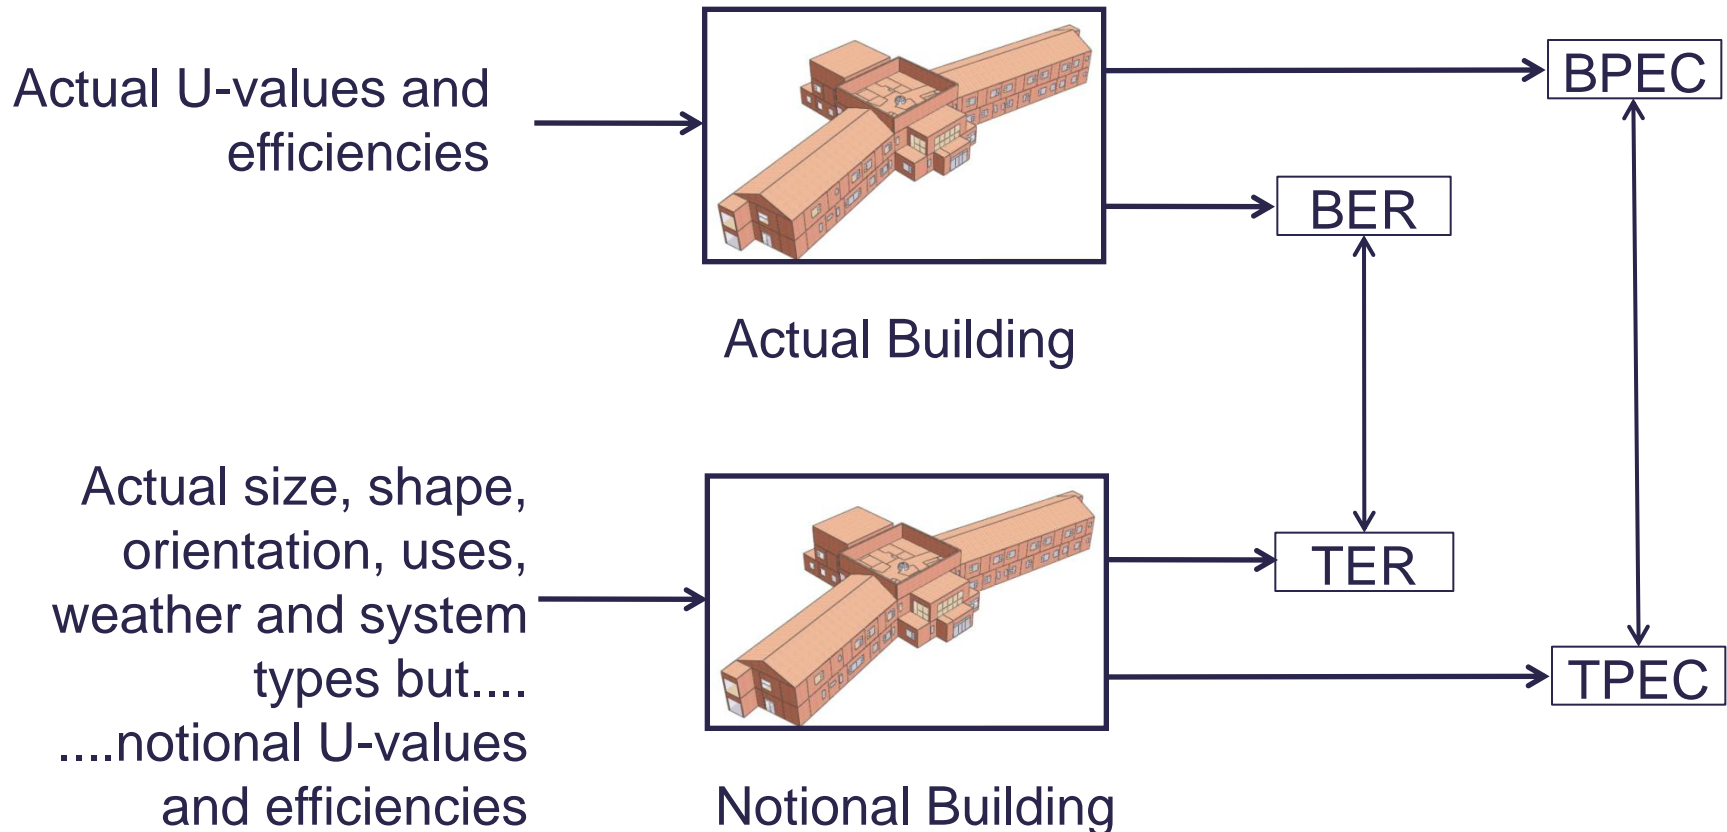 Actual U-values and
efficiencies
BPEC
BER
Actual Building
Actual size, shape,
orientation, uses,
weather and system
types but....
....notional U-values
and efficiencies
TER
TPEC
Notional Building